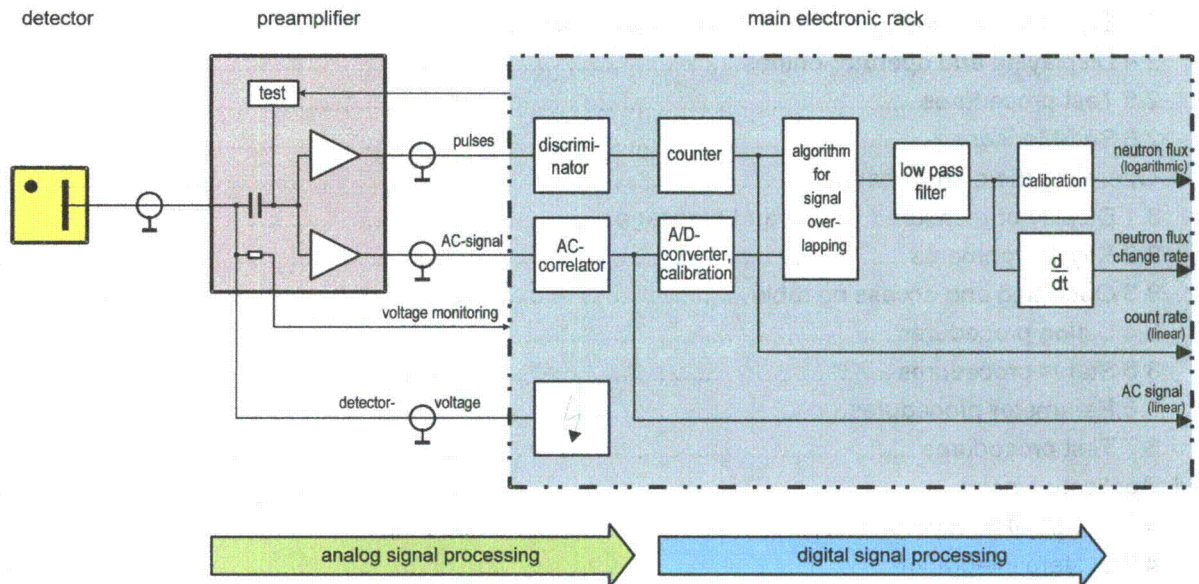 detector
preamplifier
main electronic rack
test
pulses
discrimi-
nator
counter
algorithm
for
signal
over-
lapping
low pass
filter
calibration
neutron flux
(logarithmic)
AC-signal
AC-
correlator
A/D-
converter,
calibration
d
dt
neutron flux
change rate
voltage monitoring
count rate
(linear)
detector-
voltage
AC signal
(linear)
analog signal processing
digital signal processing